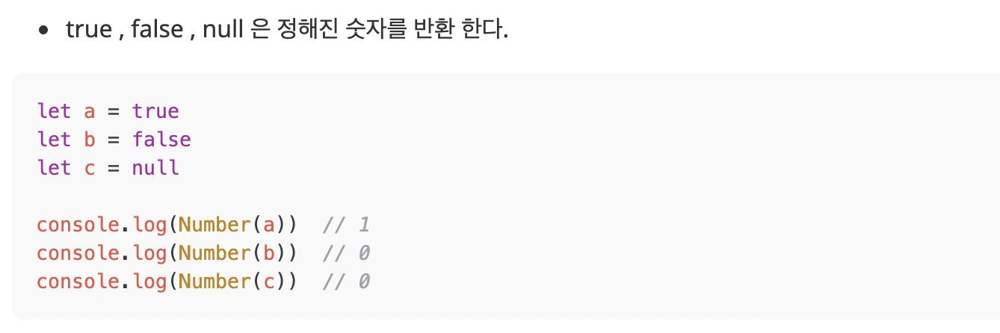 • true , false , null 은 정해진 숫자를 반환 한다.
let a = true
let b = false
let c = null
console.log(Number(a))  // 1
console.log(Number(b))  // 0
console.log(Number(c))  // 0